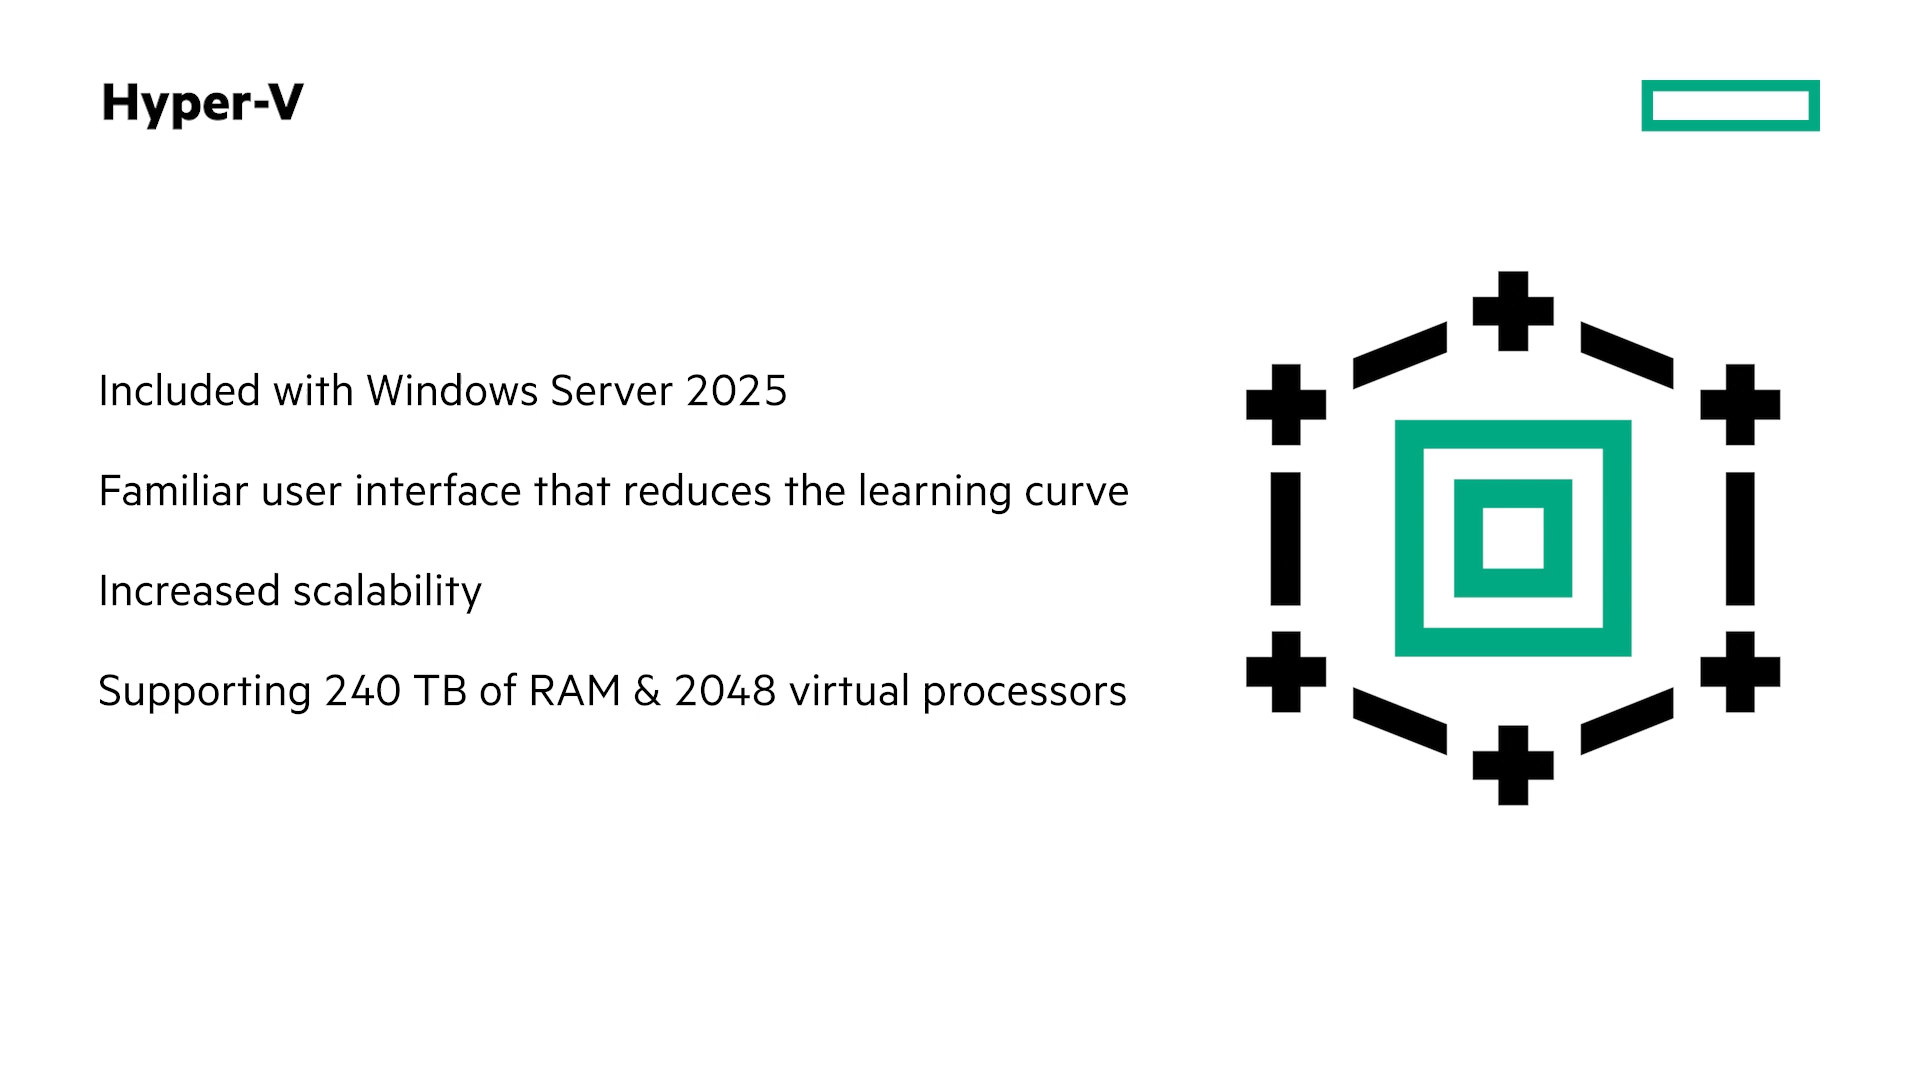 Hyper-V
Included with Windows Server 2025
Familiar user interface that reduces the learning curve
Increased scalability
Supporting 240 TB of RAM & 2048 virtual processors